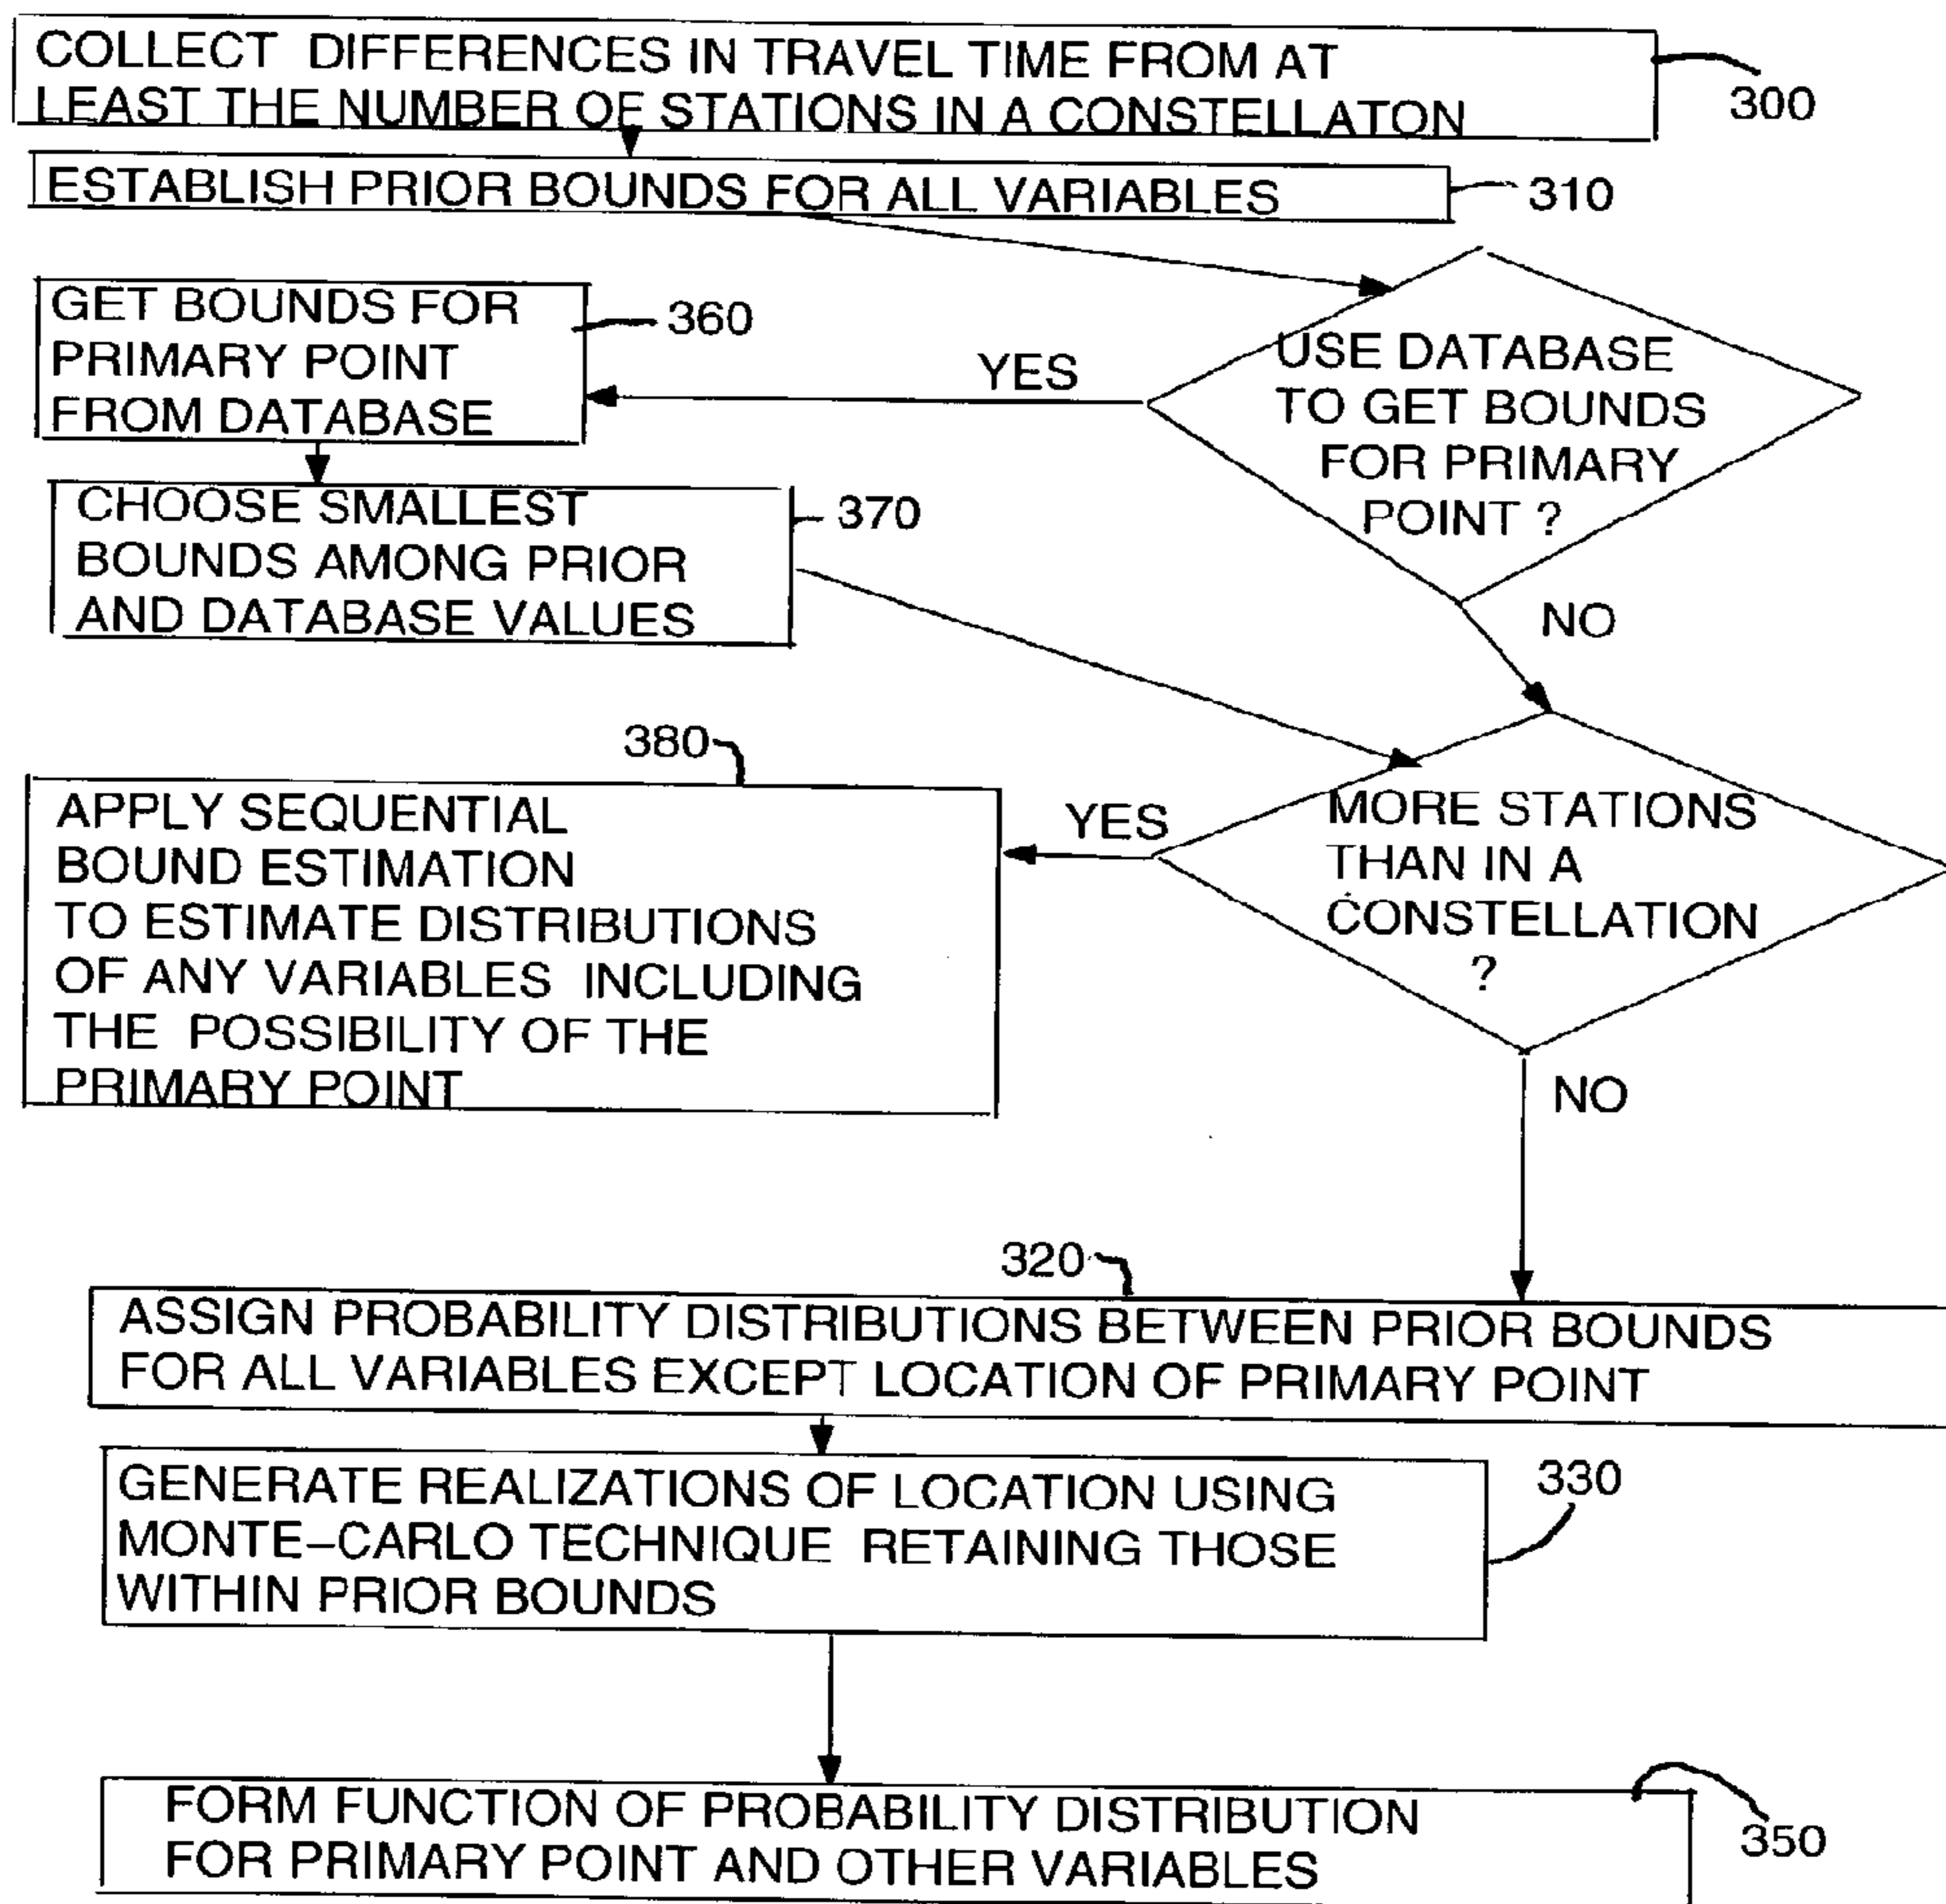 COLLECT DIFFERENCES IN TRAVEL TIME FROM AT
LEAST THE NUMBER OF STATIONS IN A CONSTELLATON
300
ESTABLISH PRIOR BOUNDS FOR ALL VARIABLES
310
GET BOUNDS FOR
PRIMARY POINT
FROM DATABASE
360
YES
USE DATABASE
TO GET BOUNDS
FOR PRIMARY
POINT ?
NO
CHOOSE SMALLEST
BOUNDS AMONG PRIOR
AND DATABASE VALUES
370
380
APPLY SEQUENTIAL
BOUND ESTIMATION
TO ESTIMATE DISTRIBUTIONS
OF ANY VARIABLES INCLUDING
THE POSSIBILITY OF THE
PRIMARY POINT
YES
MORE STATIONS
THAN IN A
CONSTELLATION
?
NO
320
ASSIGN PROBABILITY DISTRIBUTIONS BETWEEN PRIOR BOUNDS
FOR ALL VARIABLES EXCEPT LOCATION OF PRIMARY POINT
GENERATE REALIZATIONS OF LOCATION USING
MONTE–CARLO TECHNIQUE RETAINING THOSE
WITHIN PRIOR BOUNDS
330
FORM FUNCTION OF PROBABILITY DISTRIBUTION
FOR PRIMARY POINT AND OTHER VARIABLES
350